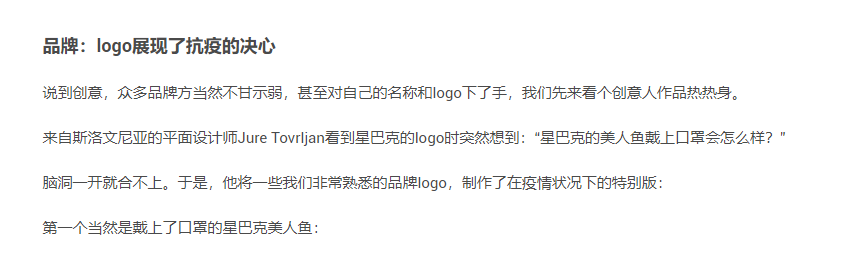 品牌：logo展现了抗疫的决心
说到创意，众多品牌方当然不甘示弱，甚至对自己的名称和logo下了手，我们先来看个创意人作品热热身。
来自斯洛文尼亚的平面设计师Jure Tovrljan看到星巴克的logo时突然想到：“星巴克的美人鱼戴上口罩会怎么样？”
脑洞一开就合不上。于是，他将一些我们非常熟悉的品牌logo，制作了在疫情状况下的特别版：
第一个当然是戴上了口罩的星巴克美人鱼：